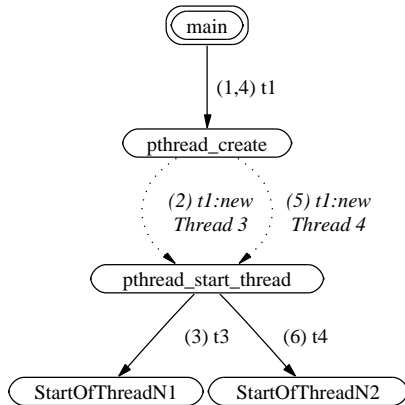 main
(1,4) t1
pthread_create
(2) t1:new
Thread 3
(5) t1:new
Thread 4
pthread_start_thread
(3) t3
(6) t4
StartOfThreadN1
StartOfThreadN2